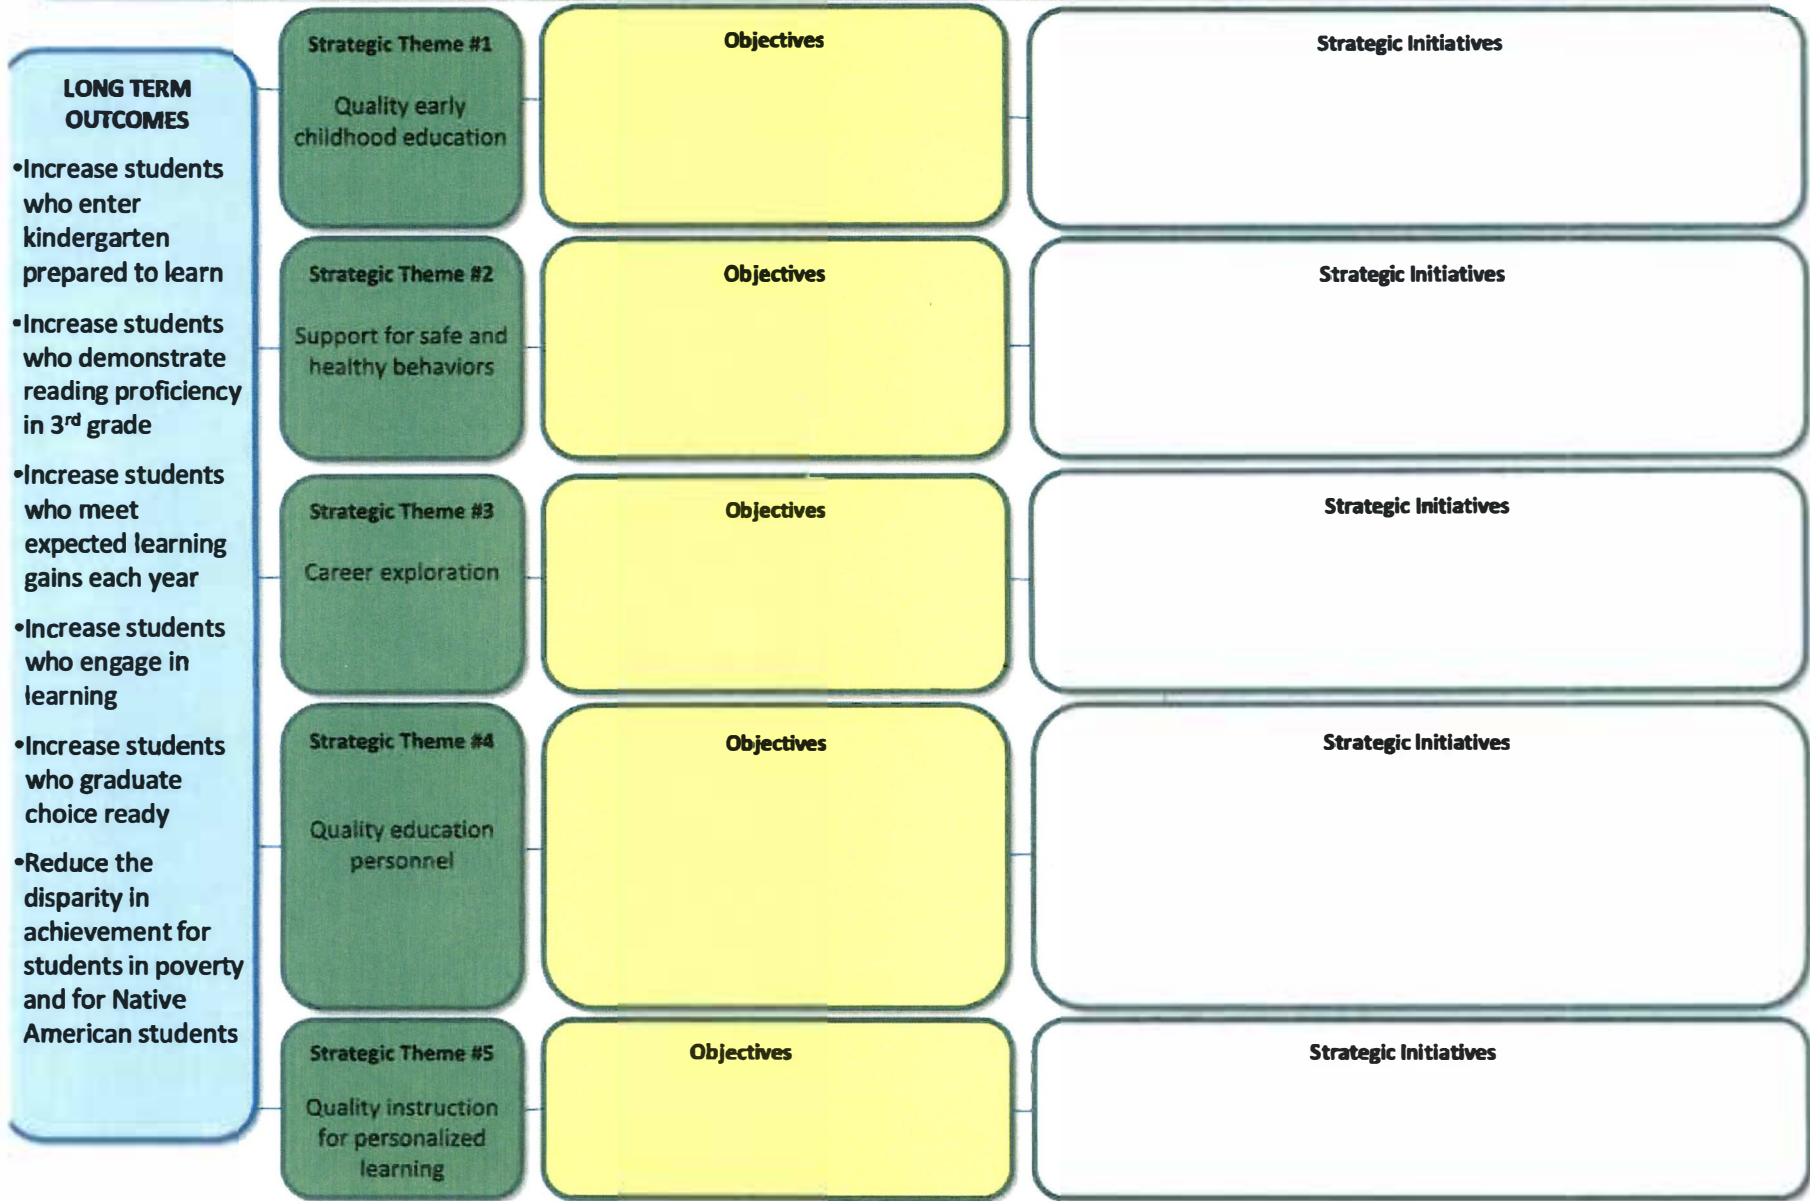 LONG TERM
OUTCOMES
•Increase students
who enter
kindergarten
prepared to learn
•Increase students
who demonstrate
reading proficiency
in 3rd grade
•Increase students
who meet
expected learning
gains each year
•Increase students
who engage in
learning
•Increase students
who graduate
choice ready
•Reduce the
disparity in
achievement for
students in poverty
and for Native
American students
Strategic Theme #1
Quality early
childhood education
Objectives
Strategic Initiatives
Strategic Theme #2
Support for safe and
healthy behaviors
Objectives
Strategic Initiatives
Strategic Theme #3
Career exploration
Objectives
Strategic Initiatives
Strategic Theme #4
Quality education
personnel
Objectives
Strategic Initiatives
Strategic Theme #5
Quality instruction
for personalized
learning
Objectives
Strategic Initiatives